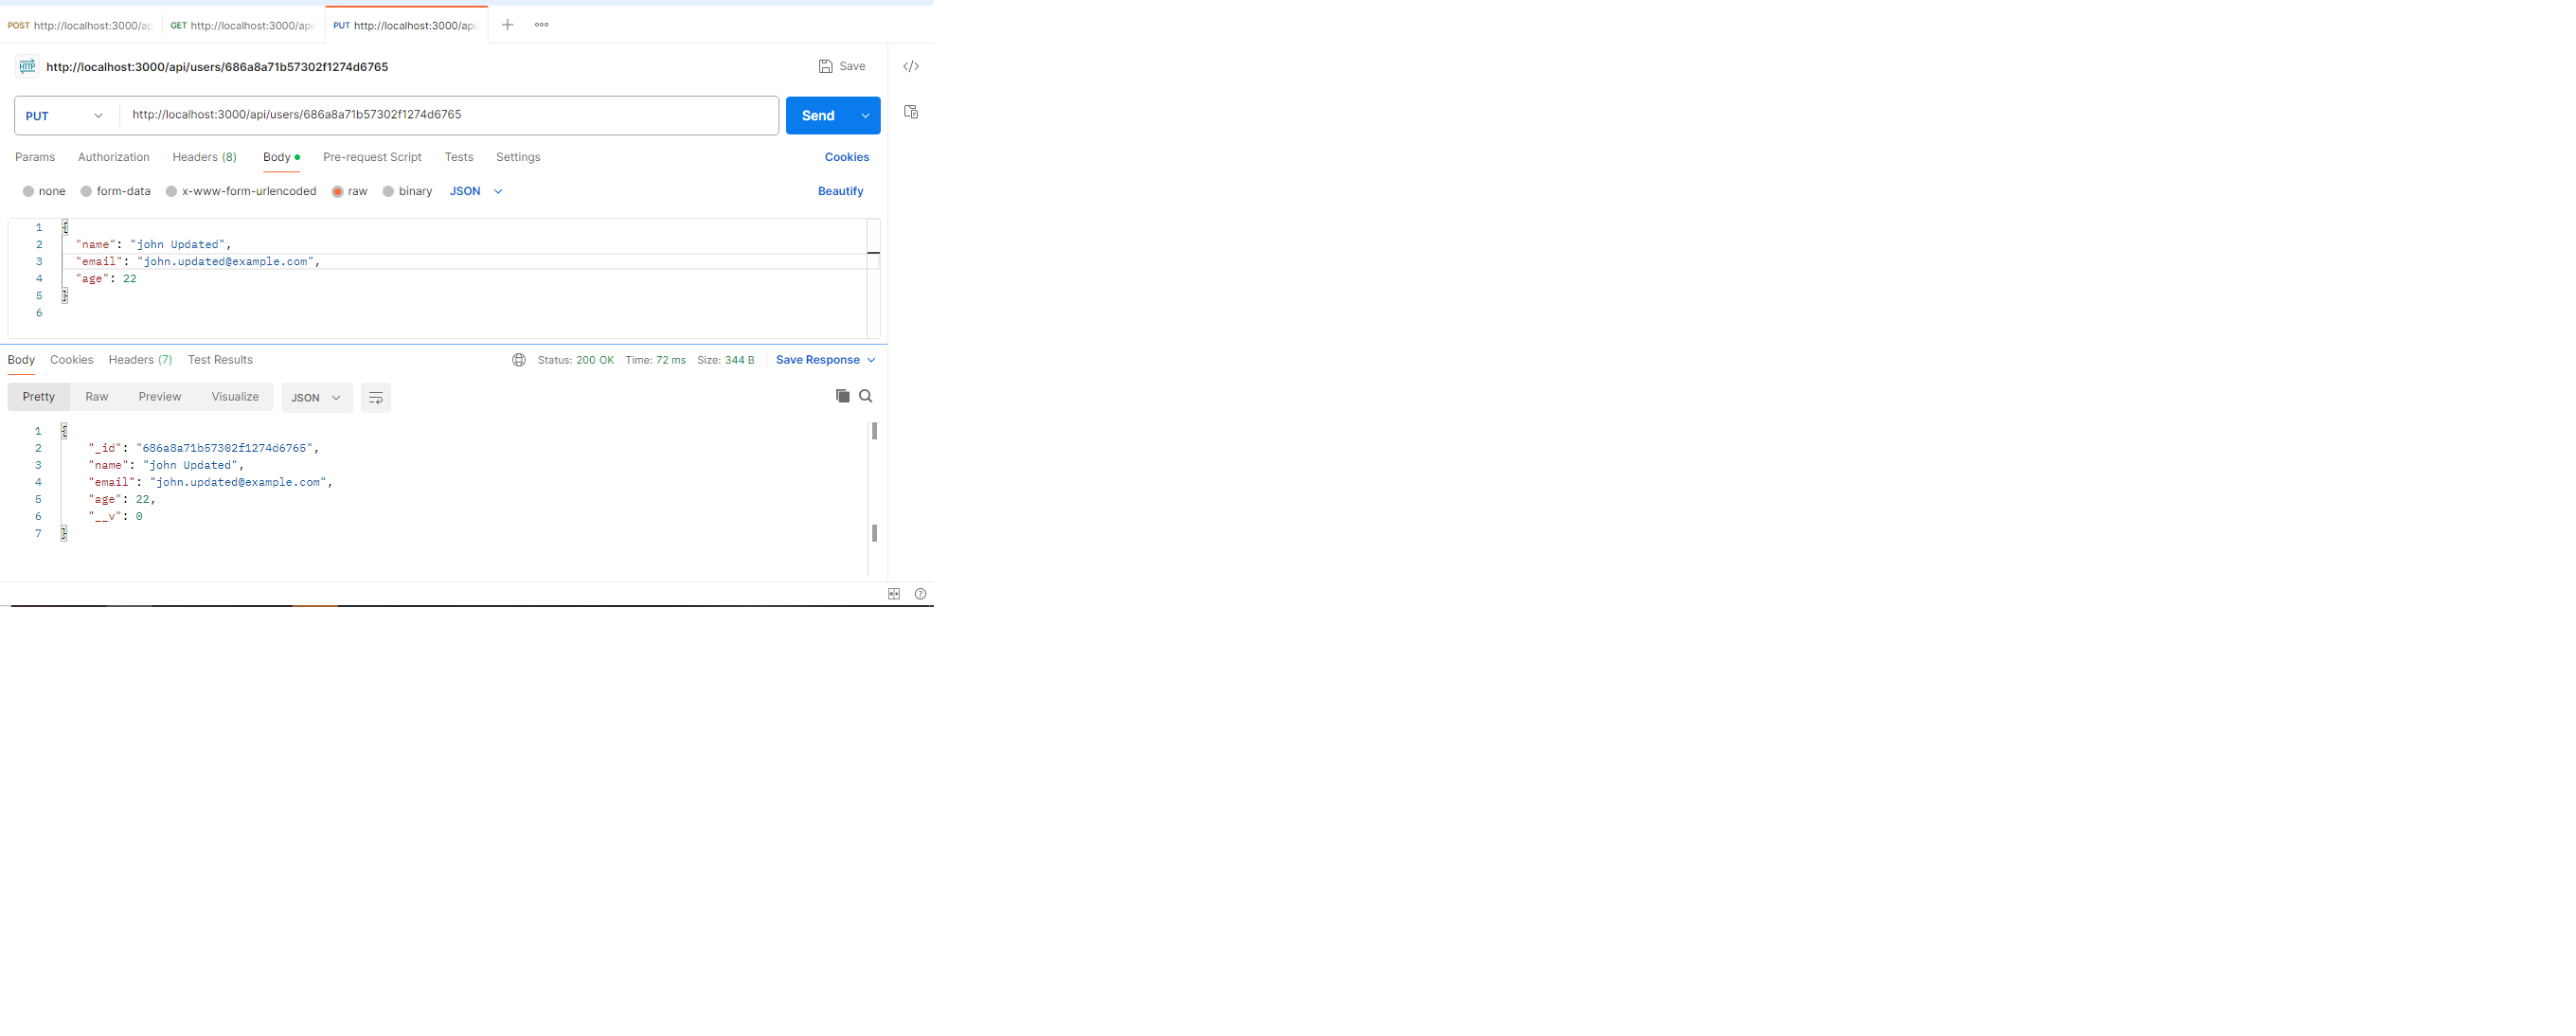 POST http://localhost:3000/ap GET http://localhost:3000/api PUT http://localhost:3000/api
HTTP http://localhost:3000/api/users/686a8a71b57302f1274d6765 Save
PUT http://localhost:3000/api/users/686a8a71b57302f1274d6765 Send
Params Authorization Headers (8) Body Pre-request Script Tests Settings Cookies
none form-data x-www-form-urlencoded raw binary JSON Beautify
1 {
2 "name": "john Updated",
3 "email": "john.updated@example.com",
4 "age": 22
5 }
6
Body Cookies Headers (7) Test Results Status: 200 OK Time: 72 ms Size: 344 B Save Response
Pretty Raw Preview Visualize JSON
1 {
2 "_id": "686a8a71b57302f1274d6765",
3 "name": "john Updated",
4 "email": "john.updated@example.com",
5 "age": 22,
6 "__v": 0
7 }